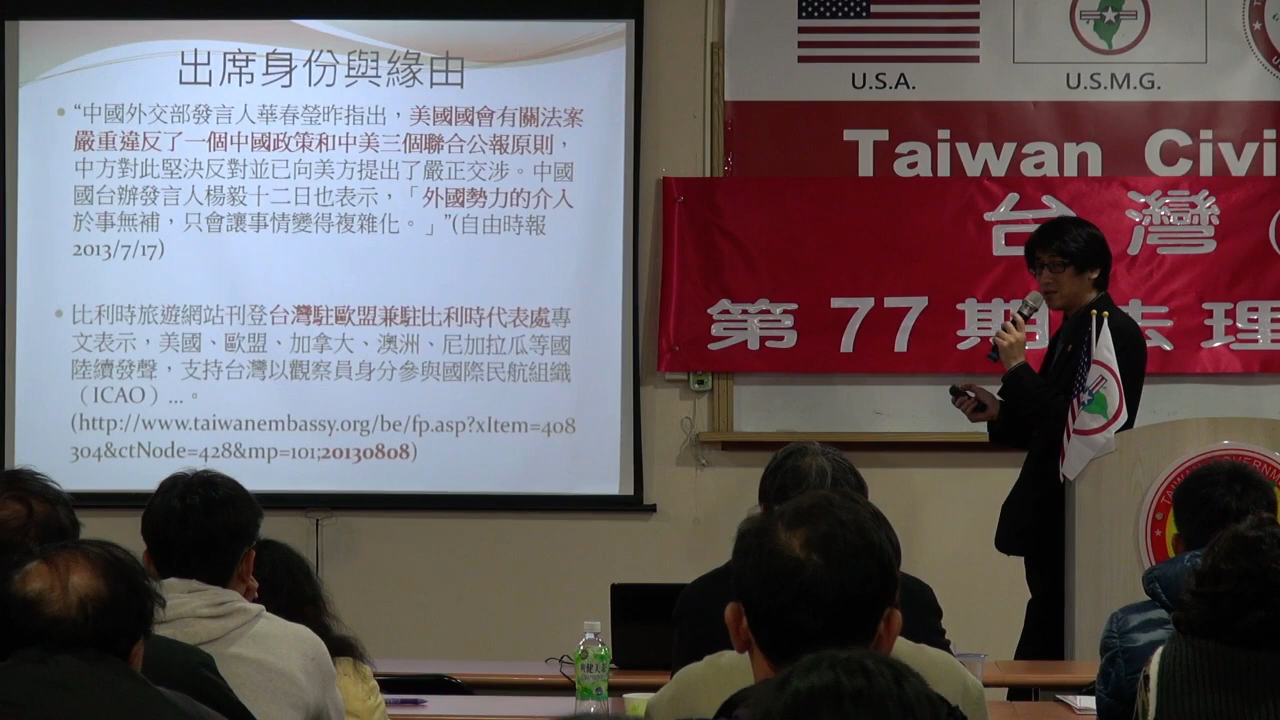 出席身份與緣由
“中國外交部發言人華春瑩昨指出，美國國會有關法案
嚴重違反了一個中國政策和中美三個聯合公報原則，
中方對此堅決反對並已向美方提出了嚴正交涉。中國
國台辦發言人楊毅十二日也表示，「外國勢力的介入
於事無補，只會讓事情變得複雜化。」”(自由時報
2013/7/17)
比利時旅遊網站刊登台灣駐歐盟兼駐比利時代表處專
文表示，美國、歐盟、加拿大、澳洲、尼加拉瓜等國
陸續發聲，支持台灣以觀察員身分參與國際民航組織
（ICAO）…。
(http://www.taiwanembassy.org/be/fp.asp?xItem=408
304&ctNode=428&mp=101;20130808)
U.S.A.
U.S.M.G.
Taiwan Civi
台灣
第77期法理